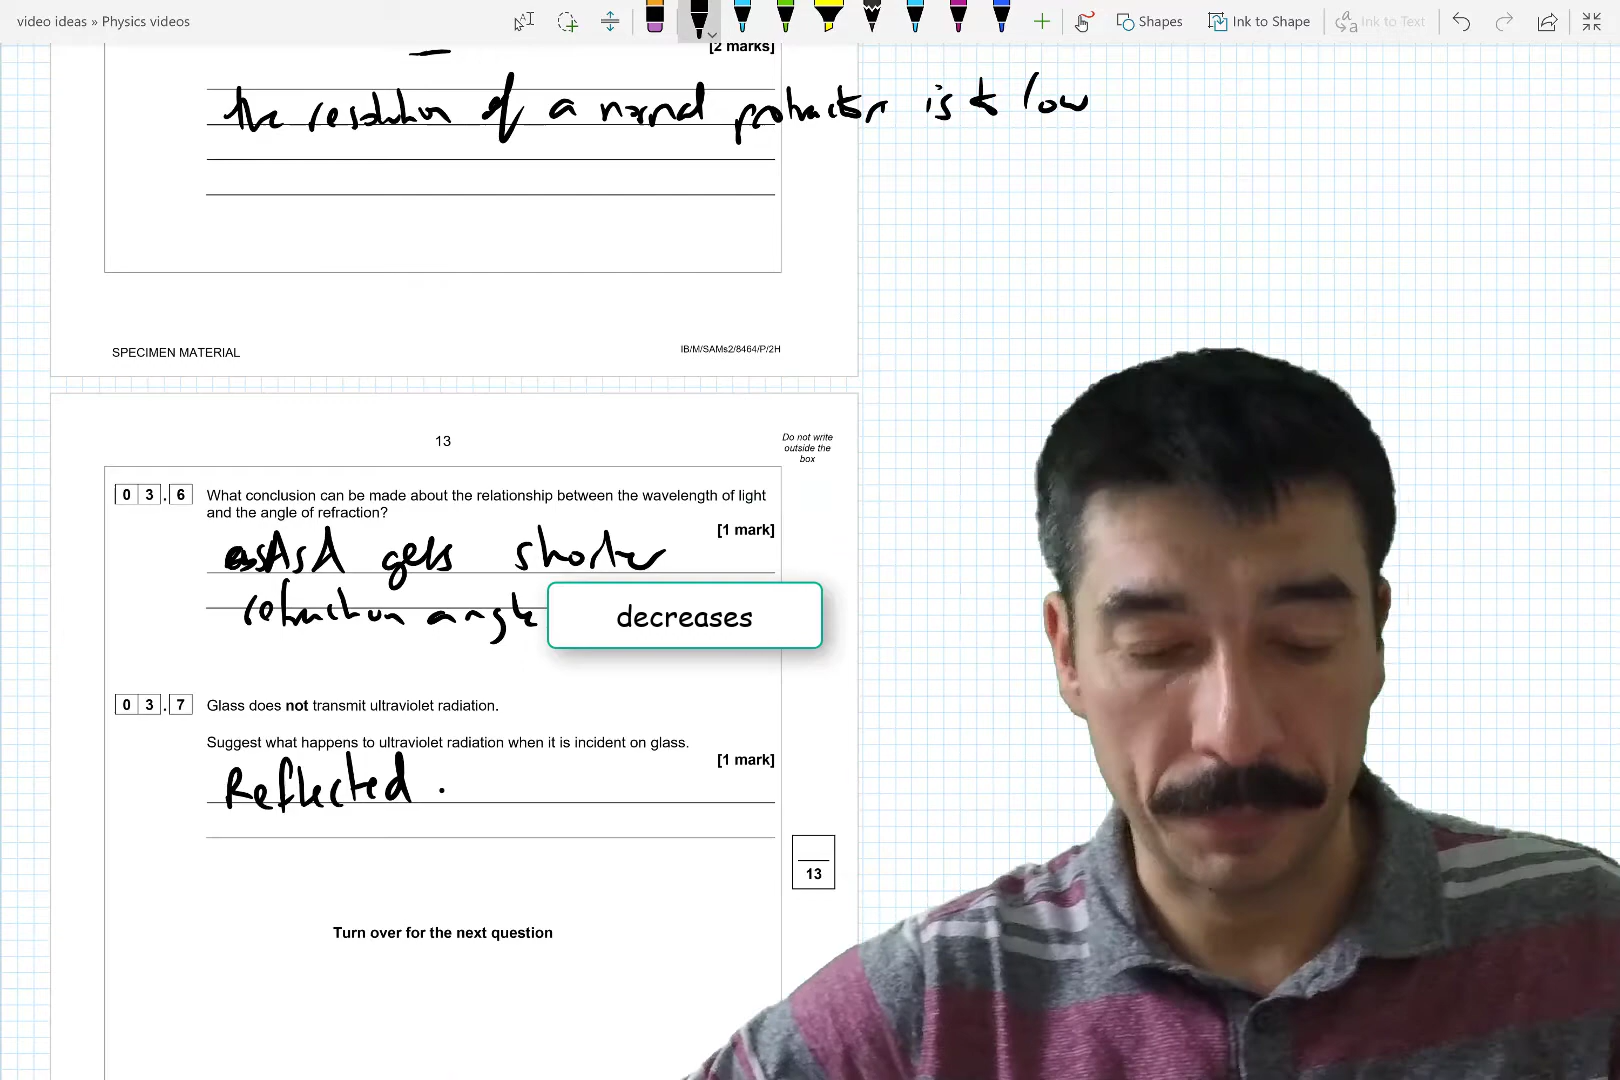 video ideas » Physics videos
Shapes
Ink to Shape
Ink to Text
[2 marks]
the resolution of a normal protractor is to low
SPECIMEN MATERIAL
IB/M/SAMs2/8464/P/2H
13
Do not write
outside the
box
0 3 . 6 What conclusion can be made about the relationship between the wavelength of light
and the angle of refraction?
[1 mark]
as λ gets shorter
refraction angle decreases
0 3 . 7 Glass does not transmit ultraviolet radiation.
Suggest what happens to ultraviolet radiation when it is incident on glass.
[1 mark]
Reflected.
13
Turn over for the next question